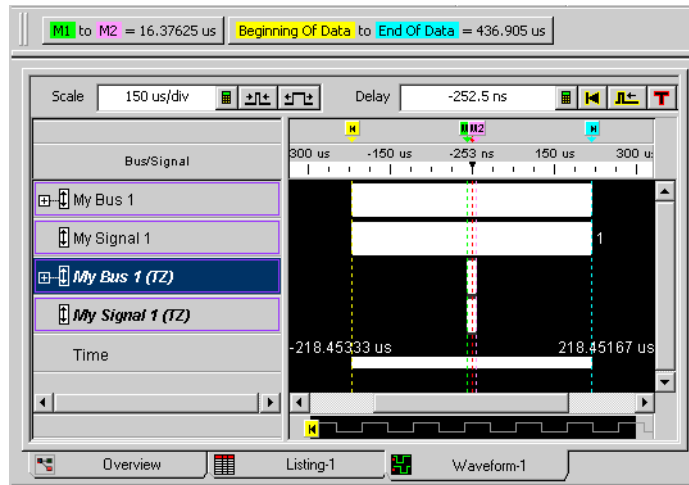 M1 to M2 = 16.37625 us Beginning Of Data to End Of Data = 436.905 us
Scale 150 us/div Delay -252.5 ns T
M2
Bus/Signal 300 us -150 us -253 ns 150 us 300 u
My Bus 1
My Signal 1 1
My Bus 1 (TZ)
My Signal 1 (TZ)
Time -218.45333 us 218.45167 us
Overview Listing-1 Waveform-1